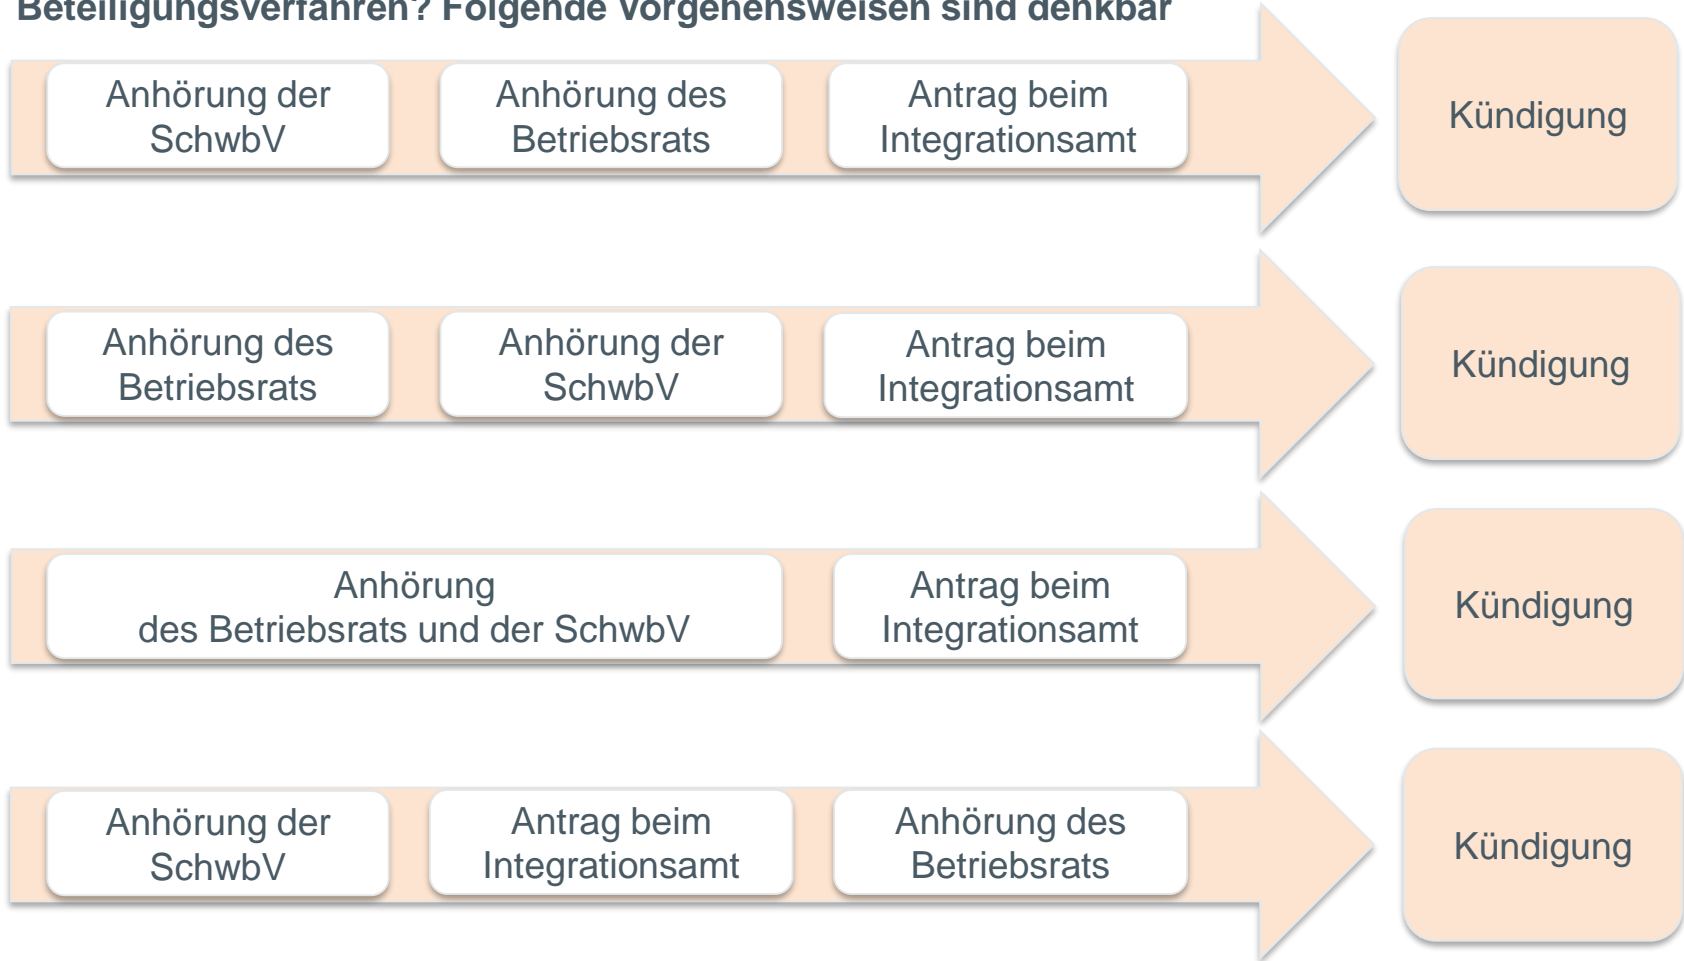 Beteiligungsverfahren? Folgende Vorgehensweisen sind denkbar
Anhörung der
SchwbV
Anhörung des
Betriebsrats
Antrag beim
Integrationsamt
Kündigung
Anhörung des
Betriebsrats
Anhörung der
SchwbV
Antrag beim
Integrationsamt
Kündigung
Anhörung
des Betriebsrats und der SchwbV
Antrag beim
Integrationsamt
Kündigung
Anhörung der
SchwbV
Antrag beim
Integrationsamt
Anhörung des
Betriebsrats
Kündigung